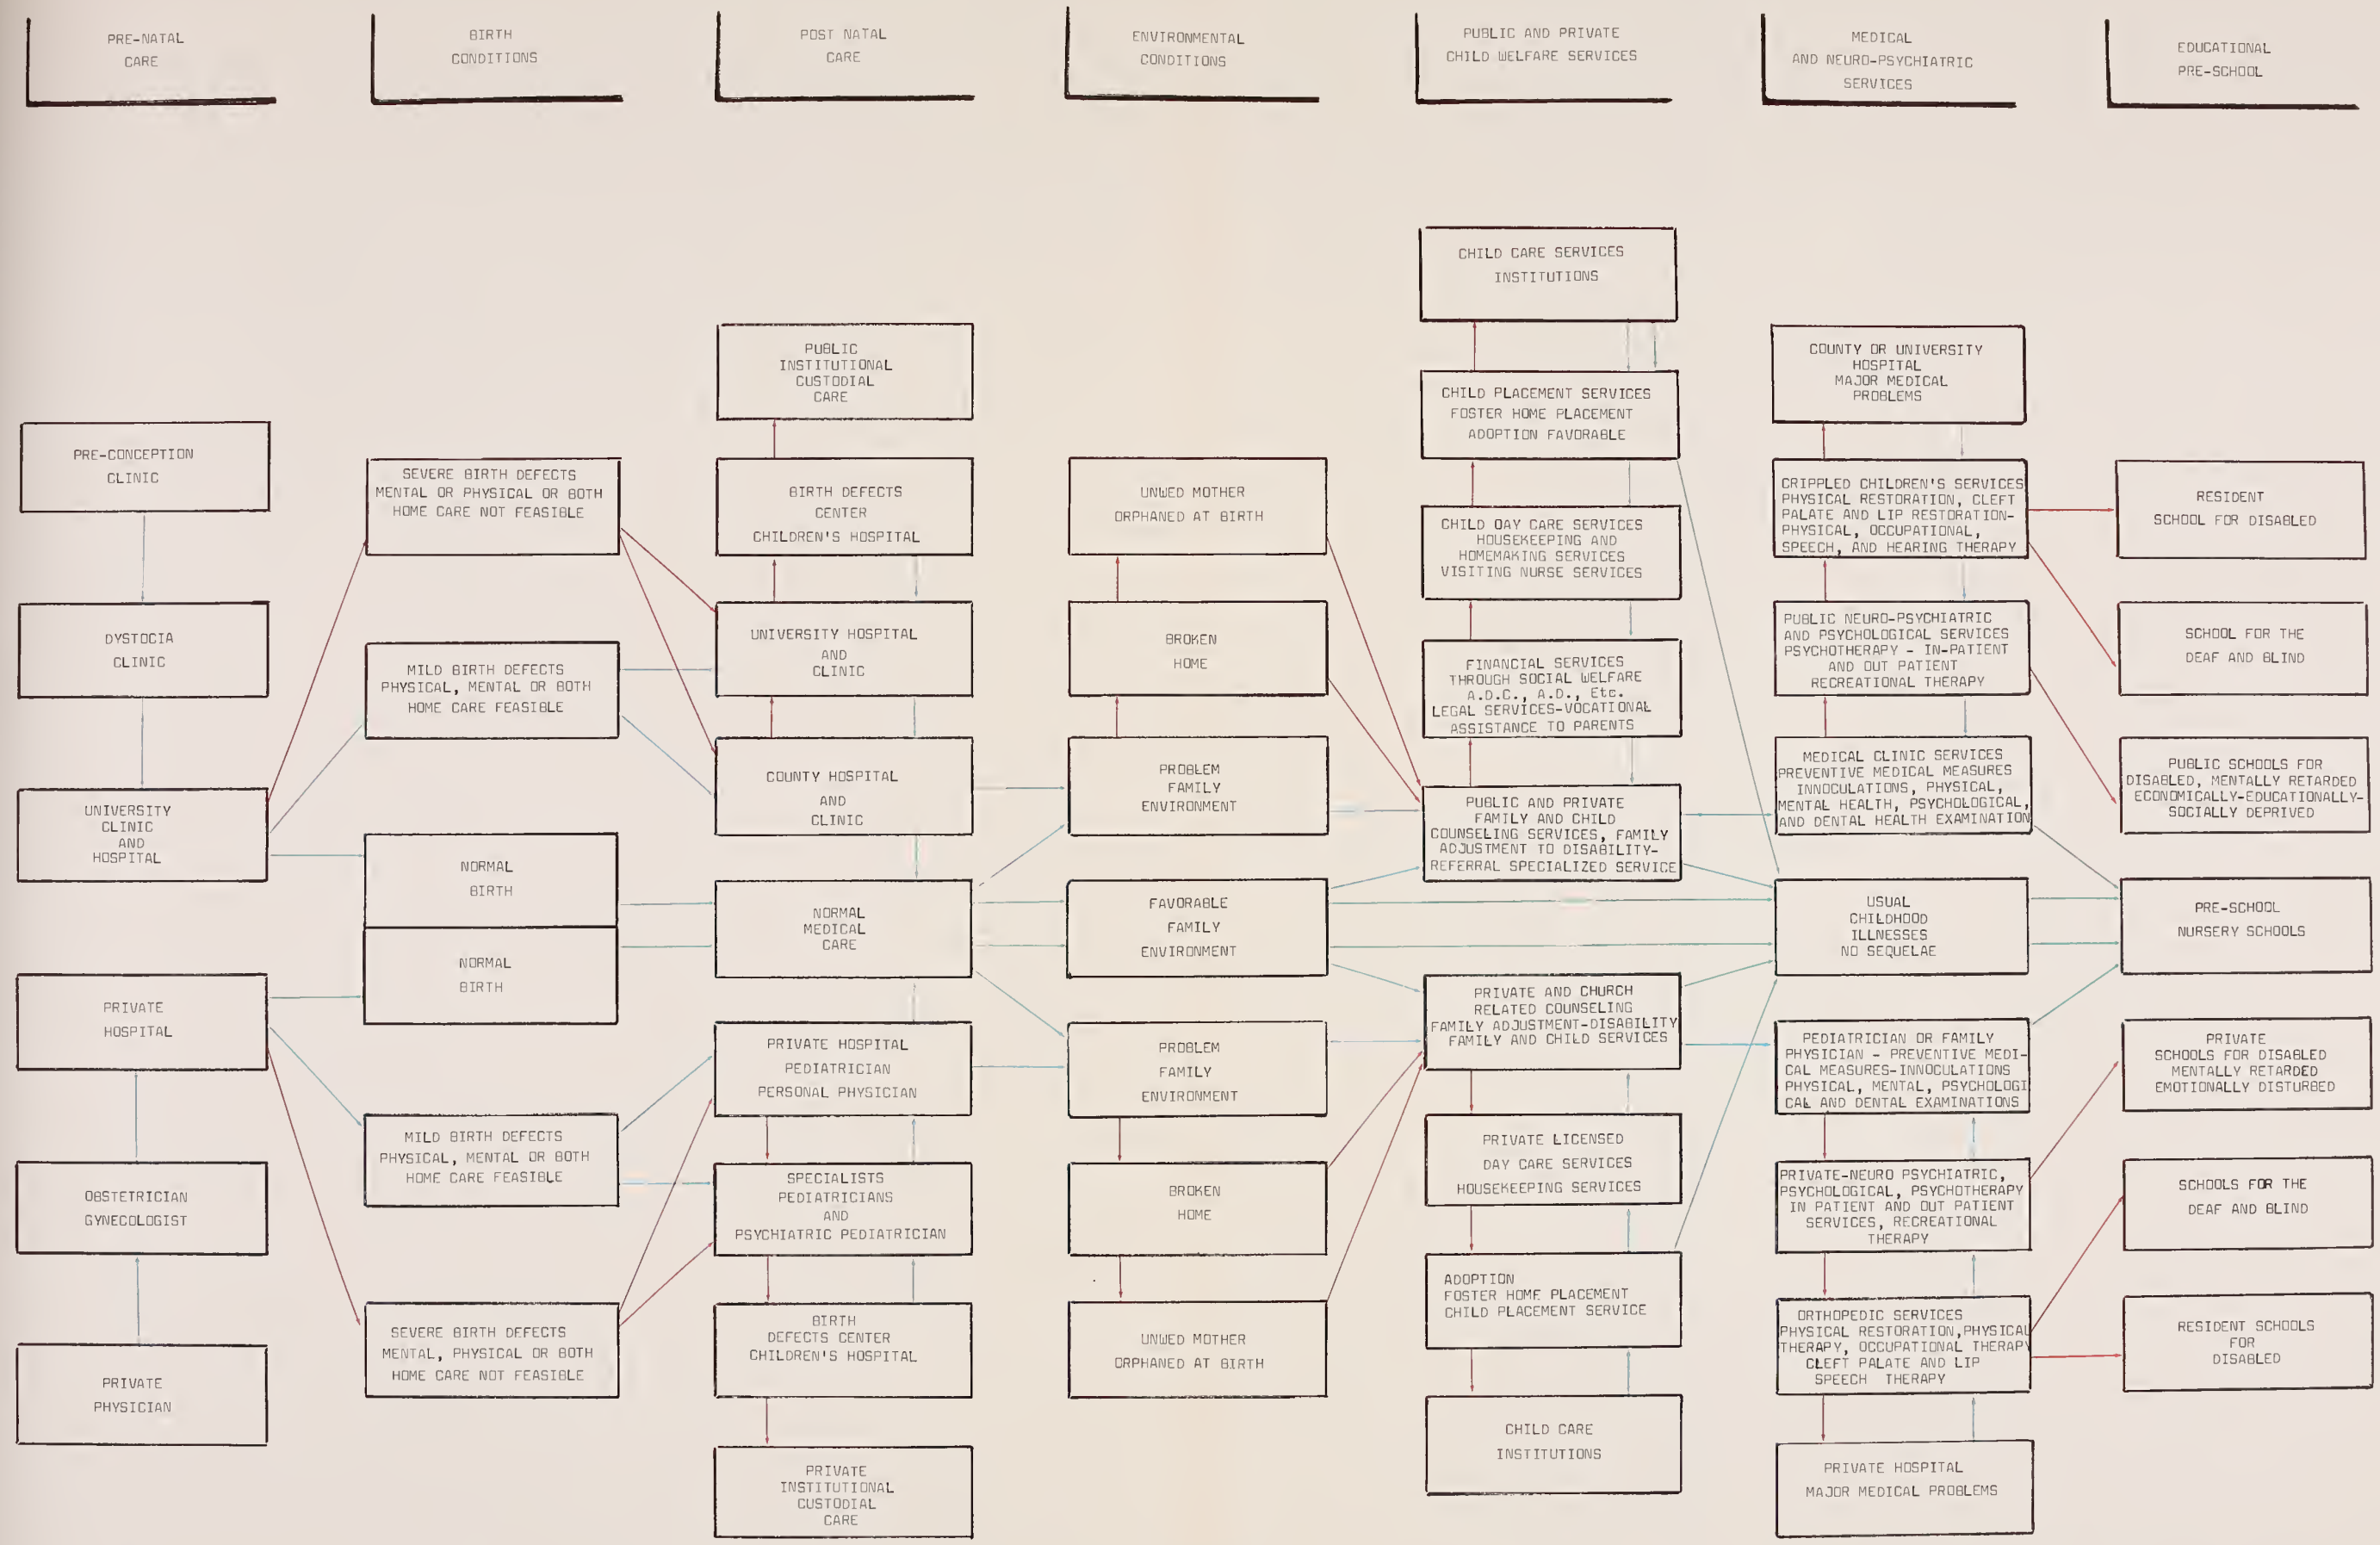 PRE-NATAL
CARE
BIRTH
CONDITIONS
POST NATAL
CARE
ENVIRONMENTAL
CONDITIONS
PUBLIC AND PRIVATE
CHILD WELFARE SERVICES
MEDICAL
AND NEURO-PSYCHIATRIC
SERVICES
EDUCATIONAL
PRE-SCHOOL
PRE-CONCEPTION
CLINIC
DYSTOCIA
CLINIC
UNIVERSITY
CLINIC
AND
HOSPITAL
PRIVATE
HOSPITAL
OBSTETRICIAN
GYNECOLOGIST
PRIVATE
PHYSICIAN
SEVERE BIRTH DEFECTS
MENTAL OR PHYSICAL OR BOTH
HOME CARE NOT FEASIBLE
MILD BIRTH DEFECTS
PHYSICAL, MENTAL OR BOTH
HOME CARE FEASIBLE
NORMAL
BIRTH
NORMAL
BIRTH
MILD BIRTH DEFECTS
PHYSICAL, MENTAL OR BOTH
HOME CARE FEASIBLE
SEVERE BIRTH DEFECTS
MENTAL, PHYSICAL OR BOTH
HOME CARE NOT FEASIBLE
PUBLIC
INSTITUTIONAL
CUSTODIAL
CARE
BIRTH DEFECTS
CENTER
CHILDREN'S HOSPITAL
UNIVERSITY HOSPITAL
AND
CLINIC
COUNTY HOSPITAL
AND
CLINIC
NORMAL
MEDICAL
CARE
PRIVATE HOSPITAL
PEDIATRICIAN
PERSONAL PHYSICIAN
SPECIALISTS
PEDIATRICIANS
AND
PSYCHIATRIC PEDIATRICIAN
BIRTH
DEFECTS CENTER
CHILDREN'S HOSPITAL
PRIVATE
INSTITUTIONAL
CUSTODIAL
CARE
UNWED MOTHER
ORPHANED AT BIRTH
BROKEN
HOME
PROBLEM
FAMILY
ENVIRONMENT
FAVORABLE
FAMILY
ENVIRONMENT
PROBLEM
FAMILY
ENVIRONMENT
BROKEN
HOME
UNWED MOTHER
ORPHANED AT BIRTH
CHILD CARE SERVICES
INSTITUTIONS
CHILD PLACEMENT SERVICES
FOSTER HOME PLACEMENT
ADOPTION FAVORABLE
CHILD DAY CARE SERVICES
HOUSEKEEPING AND
HOMEMAKING SERVICES
VISITING NURSE SERVICES
FINANCIAL SERVICES
THROUGH SOCIAL WELFARE
A.D.C., A.D., Etc.
LEGAL SERVICES-VOCATIONAL
ASSISTANCE TO PARENTS
PUBLIC AND PRIVATE
FAMILY AND CHILD
COUNSELING SERVICES, FAMILY
ADJUSTMENT TO DISABILITY-
REFERRAL SPECIALIZED SERVICE
PRIVATE AND CHURCH
RELATED COUNSELING
FAMILY ADJUSTMENT-DISABILITY
FAMILY AND CHILD SERVICES
PRIVATE LICENSED
DAY CARE SERVICES
HOUSEKEEPING SERVICES
ADOPTION
FOSTER HOME PLACEMENT
CHILD PLACEMENT SERVICE
CHILD CARE
INSTITUTIONS
COUNTY OR UNIVERSITY
HOSPITAL
MAJOR MEDICAL
PROBLEMS
CRIPPLED CHILDREN'S SERVICES
PHYSICAL RESTORATION, CLEFT
PALATE AND LIP RESTORATION-
PHYSICAL, OCCUPATIONAL,
SPEECH, AND HEARING THERAPY
PUBLIC NEURO-PSYCHIATRIC
AND PSYCHOLOGICAL SERVICES
PSYCHOTHERAPY - IN-PATIENT
AND OUT PATIENT
RECREATIONAL THERAPY
MEDICAL CLINIC SERVICES
PREVENTIVE MEDICAL MEASURES
INNOCULATIONS, PHYSICAL,
MENTAL HEALTH, PSYCHOLOGICAL,
AND DENTAL HEALTH EXAMINATION
USUAL
CHILDHOOD
ILLNESSES
NO SEQUELAE
PEDIATRICIAN OR FAMILY
PHYSICIAN - PREVENTIVE MEDI-
CAL MEASURES-INNOCULATIONS
PHYSICAL, MENTAL, PSYCHOLOGI
CAL AND DENTAL EXAMINATIONS
PRIVATE-NEURO PSYCHIATRIC,
PSYCHOLOGICAL, PSYCHOTHERAPY
IN PATIENT AND OUT PATIENT
SERVICES, RECREATIONAL
THERAPY
ORTHOPEDIC SERVICES
PHYSICAL RESTORATION,PHYSICAL
THERAPY, OCCUPATIONAL THERAPY
CLEFT PALATE AND LIP
SPEECH THERAPY
PRIVATE HOSPITAL
MAJOR MEDICAL PROBLEMS
RESIDENT
SCHOOL FOR DISABLED
SCHOOL FOR THE
DEAF AND BLIND
PUBLIC SCHOOLS FOR
DISABLED, MENTALLY RETARDED
ECONOMICALLY-EDUCATIONALLY-
SOCIALLY DEPRIVED
PRE-SCHOOL
NURSERY SCHOOLS
PRIVATE
SCHOOLS FOR DISABLED
MENTALLY RETARDED
EMOTIONALLY DISTURBED
SCHOOLS FOR THE
DEAF AND BLIND
RESIDENT SCHOOLS
FOR
DISABLED